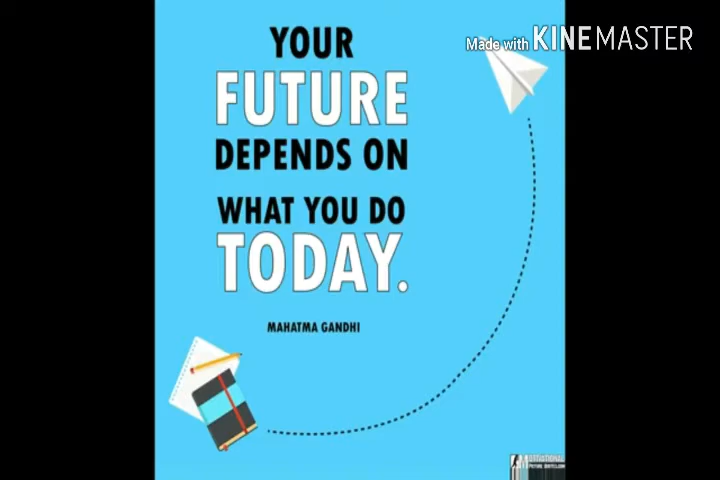 Made with KINEMASTER
YOUR
FUTURE
DEPENDS ON
WHAT YOU DO
TODAY.
MAHATMA GANDHI